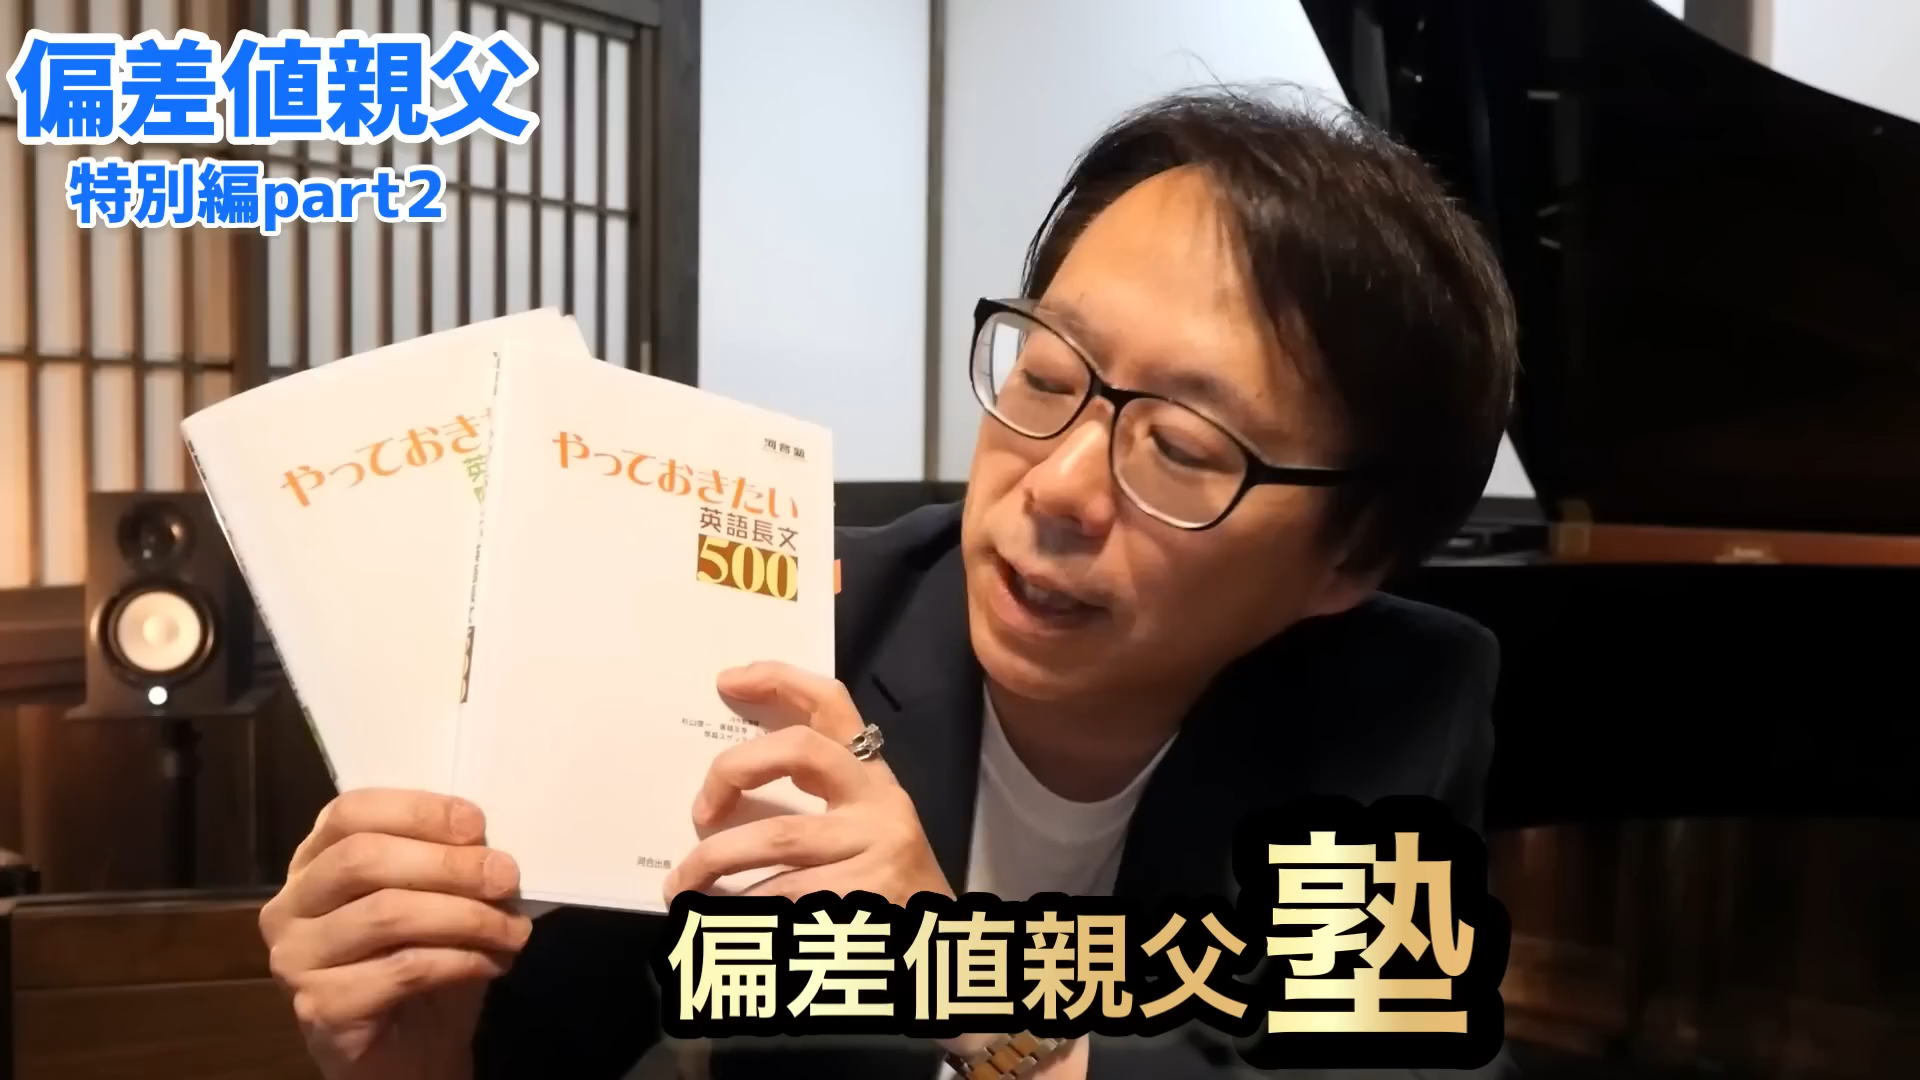 偏差値親父
特別編part2
やっておきた
英
やっておきたい
河合塾
英語長文
500
河合出版
偏差値親父塾